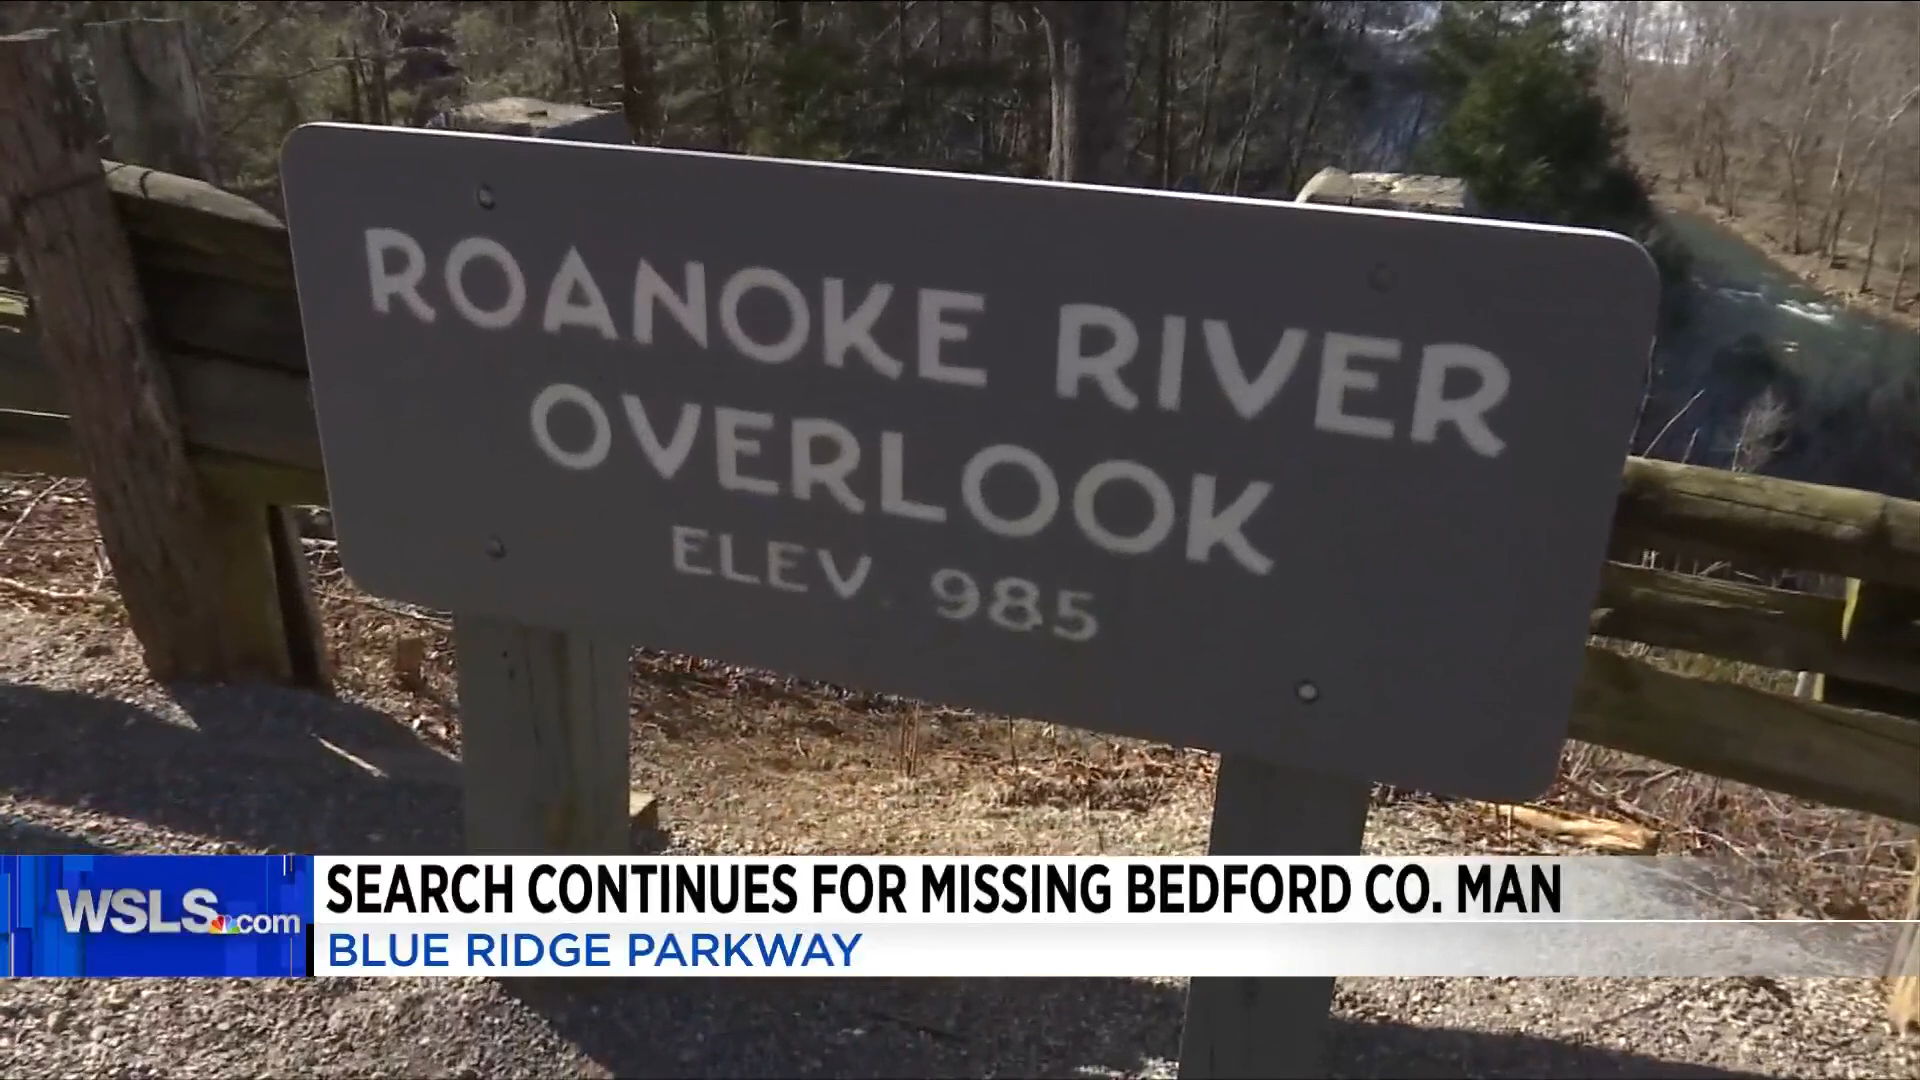 ROANOKE RIVER
OVERLOOK
ELEV. 985
WSLS.com
SEARCH CONTINUES FOR MISSING BEDFORD CO. MAN
BLUE RIDGE PARKWAY